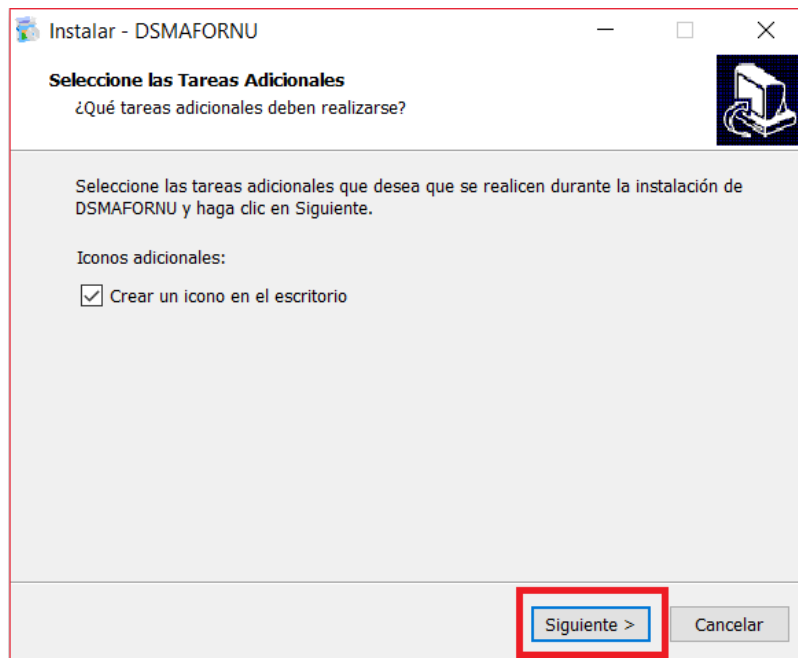 Instalar - DSMAFORNU
Seleccione las Tareas Adicionales
¿Qué tareas adicionales deben realizarse?
Seleccione las tareas adicionales que desea que se realicen durante la instalación de
DSMAFORNU y haga clic en Siguiente.
Iconos adicionales:
Crear un icono en el escritorio
Siguiente >
Cancelar